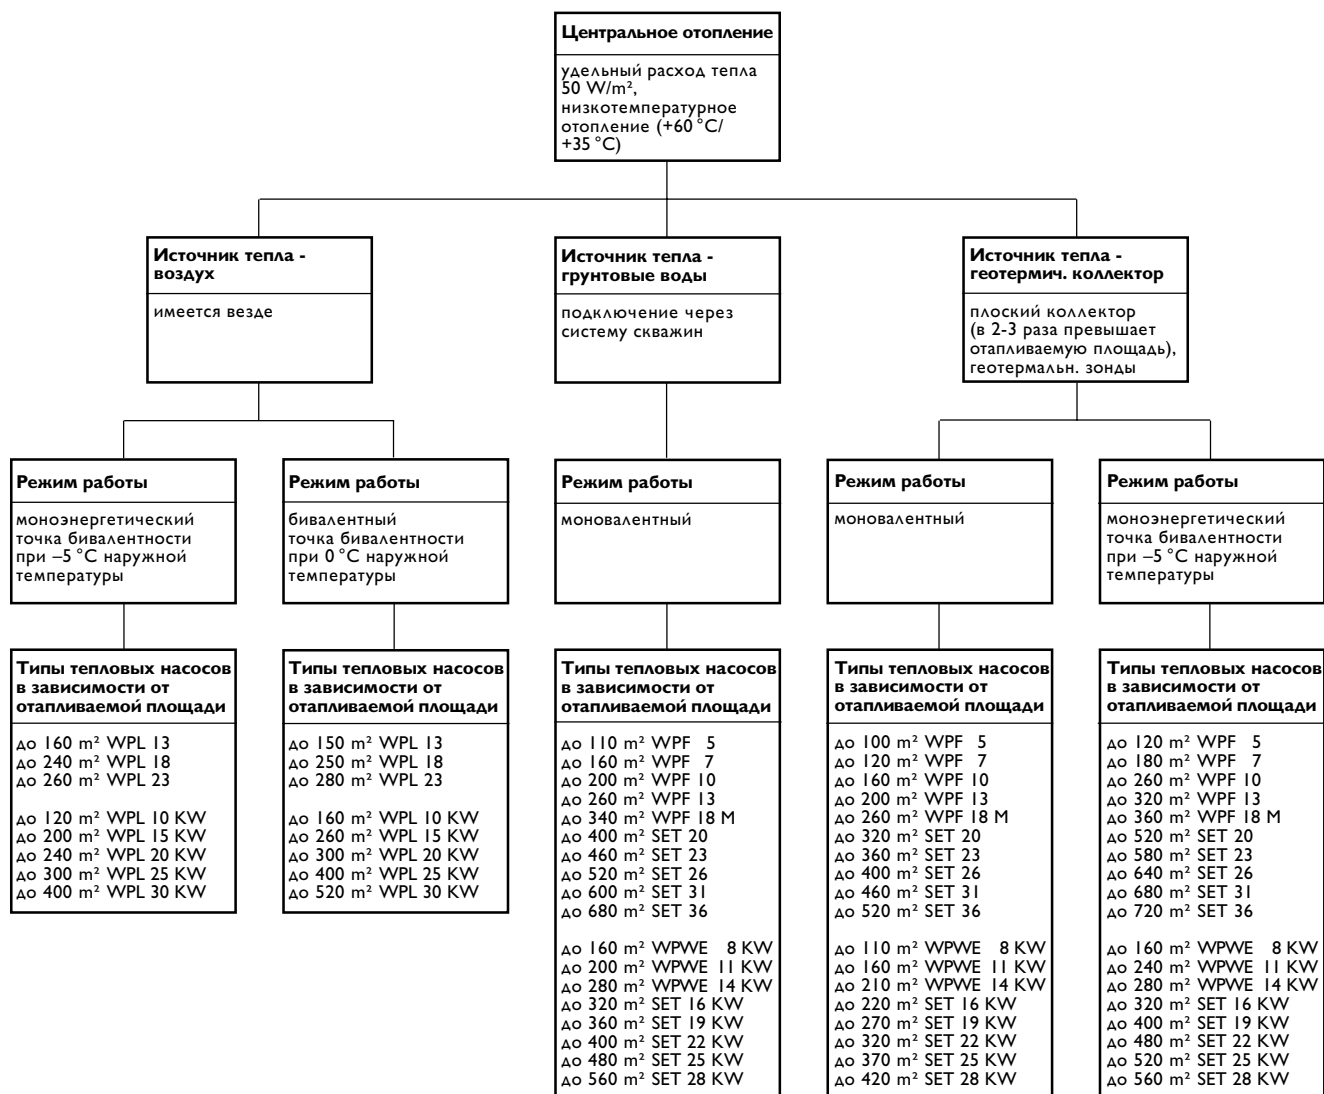 Центральное отопление
удельный расход тепла
50 W/m²,
низкотемпературное
отопление (+60 °C/
+35 °C)
Источник тепла -
воздух
имеется везде
Источник тепла -
грунтовые воды
подключение через
систему скважин
Источник тепла -
геотермич. коллектор
плоский коллектор
(в 2-3 раза превышает
отапливаемую площадь),
геотермальн. зонды
Режим работы
моноэнергетический
точка бивалентности
при –5 °C наружной
температуры
Режим работы
бивалентный
точка бивалентности
при 0 °C наружной
температуры
Режим работы
моновалентный
Режим работы
моновалентный
Режим работы
моноэнергетический
точка бивалентности
при –5 °C наружной
температуры
Типы тепловых насосов
в зависимости от
отапливаемой площади
до 160 m² WPL 13
до 240 m² WPL 18
до 260 m² WPL 23
до 120 m² WPL 10 KW
до 200 m² WPL 15 KW
до 240 m² WPL 20 KW
до 300 m² WPL 25 KW
до 400 m² WPL 30 KW
Типы тепловых насосов
в зависимости от
отапливаемой площади
до 150 m² WPL 13
до 250 m² WPL 18
до 280 m² WPL 23
до 160 m² WPL 10 KW
до 260 m² WPL 15 KW
до 300 m² WPL 20 KW
до 400 m² WPL 25 KW
до 520 m² WPL 30 KW
Типы тепловых насосов
в зависимости от
отапливаемой площади
до 110 m² WPF 5
до 160 m² WPF 7
до 200 m² WPF 10
до 260 m² WPF 13
до 340 m² WPF 18 M
до 400 m² SET 20
до 460 m² SET 23
до 520 m² SET 26
до 600 m² SET 31
до 680 m² SET 36
до 160 m² WPWE 8 KW
до 200 m² WPWE 11 KW
до 280 m² WPWE 14 KW
до 320 m² SET 16 KW
до 360 m² SET 19 KW
до 400 m² SET 22 KW
до 480 m² SET 25 KW
до 560 m² SET 28 KW
Типы тепловых насосов
в зависимости от
отапливаемой площади
до 100 m² WPF 5
до 120 m² WPF 7
до 160 m² WPF 10
до 200 m² WPF 13
до 260 m² WPF 18 M
до 320 m² SET 20
до 360 m² SET 23
до 400 m² SET 26
до 460 m² SET 31
до 520 m² SET 36
до 110 m² WPWE 8 KW
до 160 m² WPWE 11 KW
до 210 m² WPWE 14 KW
до 220 m² SET 16 KW
до 270 m² SET 19 KW
до 320 m² SET 22 KW
до 370 m² SET 25 KW
до 420 m² SET 28 KW
Типы тепловых насосов
в зависимости от
отапливаемой площади
до 120 m² WPF 5
до 180 m² WPF 7
до 260 m² WPF 10
до 320 m² WPF 13
до 360 m² WPF 18 M
до 520 m² SET 20
до 580 m² SET 23
до 640 m² SET 26
до 680 m² SET 31
до 720 m² SET 36
до 160 m² WPWE 8 KW
до 240 m² WPWE 11 KW
до 280 m² WPWE 14 KW
до 320 m² SET 16 KW
до 400 m² SET 19 KW
до 480 m² SET 22 KW
до 520 m² SET 25 KW
до 560 m² SET 28 KW